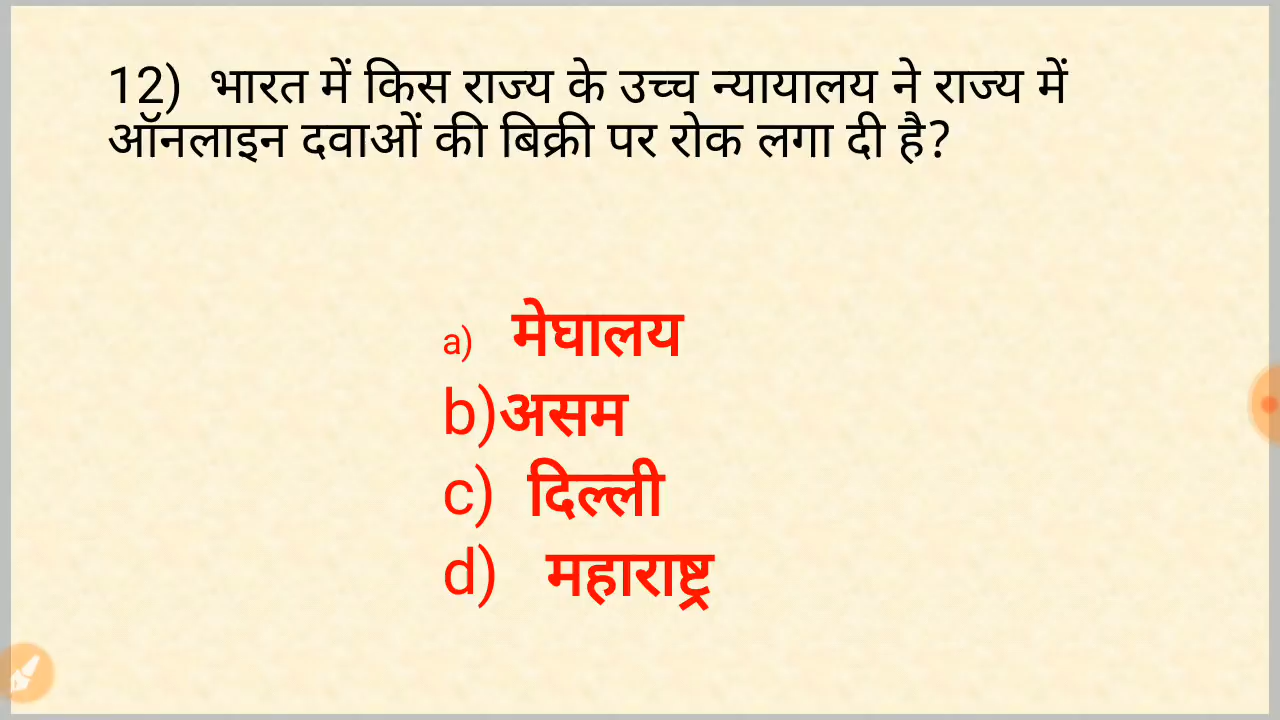 12) भारत में किस राज्य के उच्च न्यायालय ने राज्य में
ऑनलाइन दवाओं की बिक्री पर रोक लगा दी है?
a) मेघालय
b)असम
c) दिल्ली
d) महाराष्ट्र